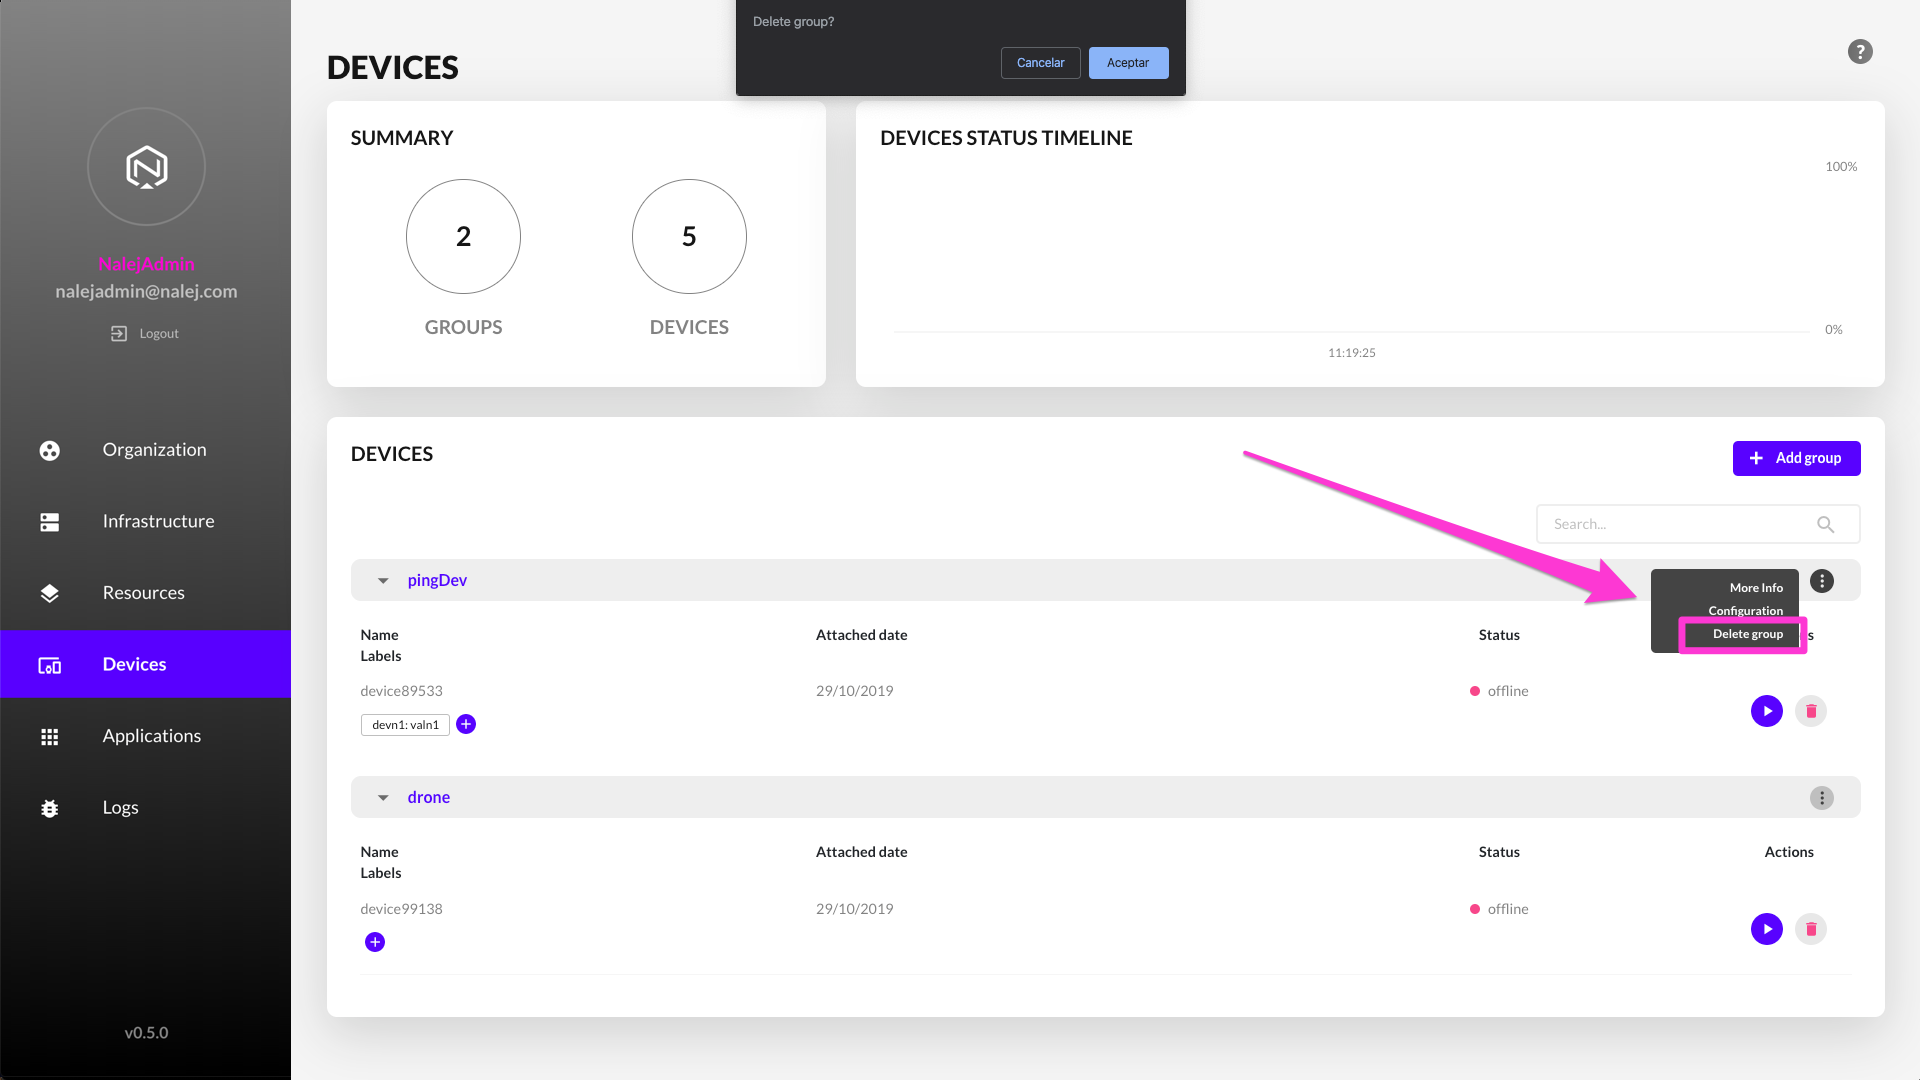 Delete group?
Cancelar
Aceptar
DEVICES
?
NalejAdmin
nalejadmin@nalej.com
Logout
Organization
Infrastructure
Resources
Devices
Applications
Logs
v0.5.0
SUMMARY
2
5
GROUPS
DEVICES
DEVICES STATUS TIMELINE
100%
0%
11:19:25
DEVICES
+ Add group
Search...
pingDev
More Info
Configuration
Delete group
Name
Attached date
Status
s
Labels
device89533
29/10/2019
offline
devn1: valn1
drone
Name
Attached date
Status
Actions
Labels
device99138
29/10/2019
offline